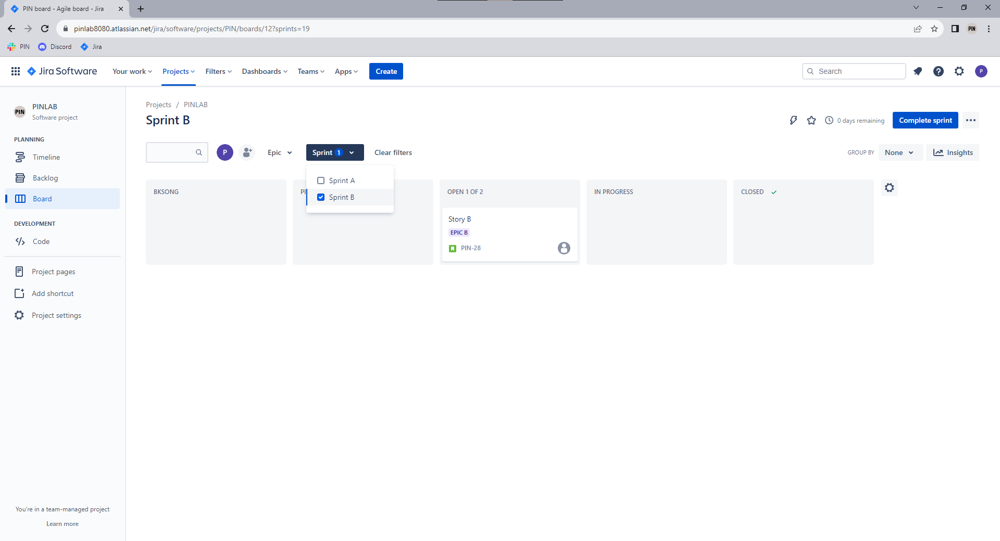 PIN board - Agile board - Jira
pinlab8080.atlassian.net/jira/software/projects/PIN/boards/12?sprints=19
PIN
PIN
Discord
Jira
Jira Software
Your work
Projects
Filters
Dashboards
Teams
Apps
Create
Search
P
PIN
PINLAB
Software project
PLANNING
Timeline
Backlog
Board
DEVELOPMENT
Code
Project pages
Add shortcut
Project settings
You're in a team-managed project
Learn more
Projects / PINLAB
Sprint B
0 days remaining
Complete sprint
P
Epic
Sprint 1
Clear filters
GROUP BY
None
Insights
Sprint A
Sprint B
BKSONG
OPEN 1 OF 2
IN PROGRESS
CLOSED
Story B
EPIC B
PIN-28